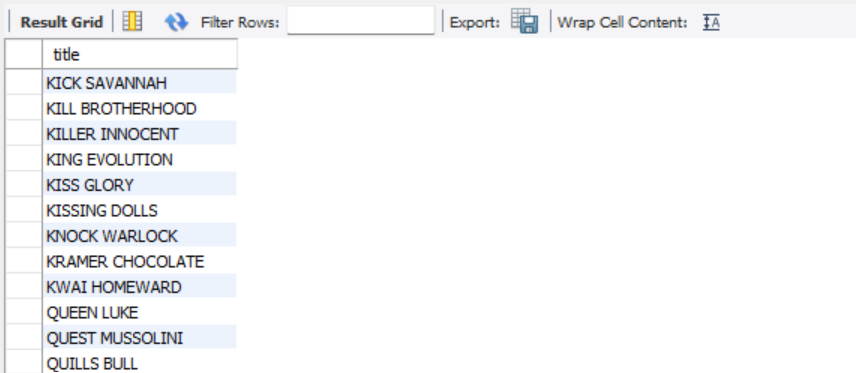 Result Grid Filter Rows: Export: Wrap Cell Content: IA
title
KICK SAVANNAH
KILL BROTHERHOOD
KILLER INNOCENT
KING EVOLUTION
KISS GLORY
KISSING DOLLS
KNOCK WARLOCK
KRAMER CHOCOLATE
KWAI HOMEWARD
QUEEN LUKE
QUEST MUSSOLINI
QUILLS BULL